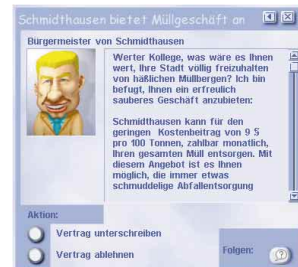 Schmidthausen bietet Müllgeschäft an
Bürgermeister von Schmidthausen
Werter Kollege, was wäre es Ihnen
wert, Ihre Stadt völlig freizuhalten
von häßlichen Müllbergen? Ich bin
befugt, Ihnen ein erfreulich
sauberes Geschäft anzubieten:
Schmidthausen kann für den
geringen Kostenbeitrag von 9 §
pro 100 Tonnen, zahlbar monatlich,
Ihren gesamten Müll entsorgen. Mit
diesem Angebot ist es Ihnen
möglich, die immer etwas
schmuddelige Abfallentsorgung
Aktion:
Vertrag unterschreiben
Vertrag ablehnen
Folgen:
?